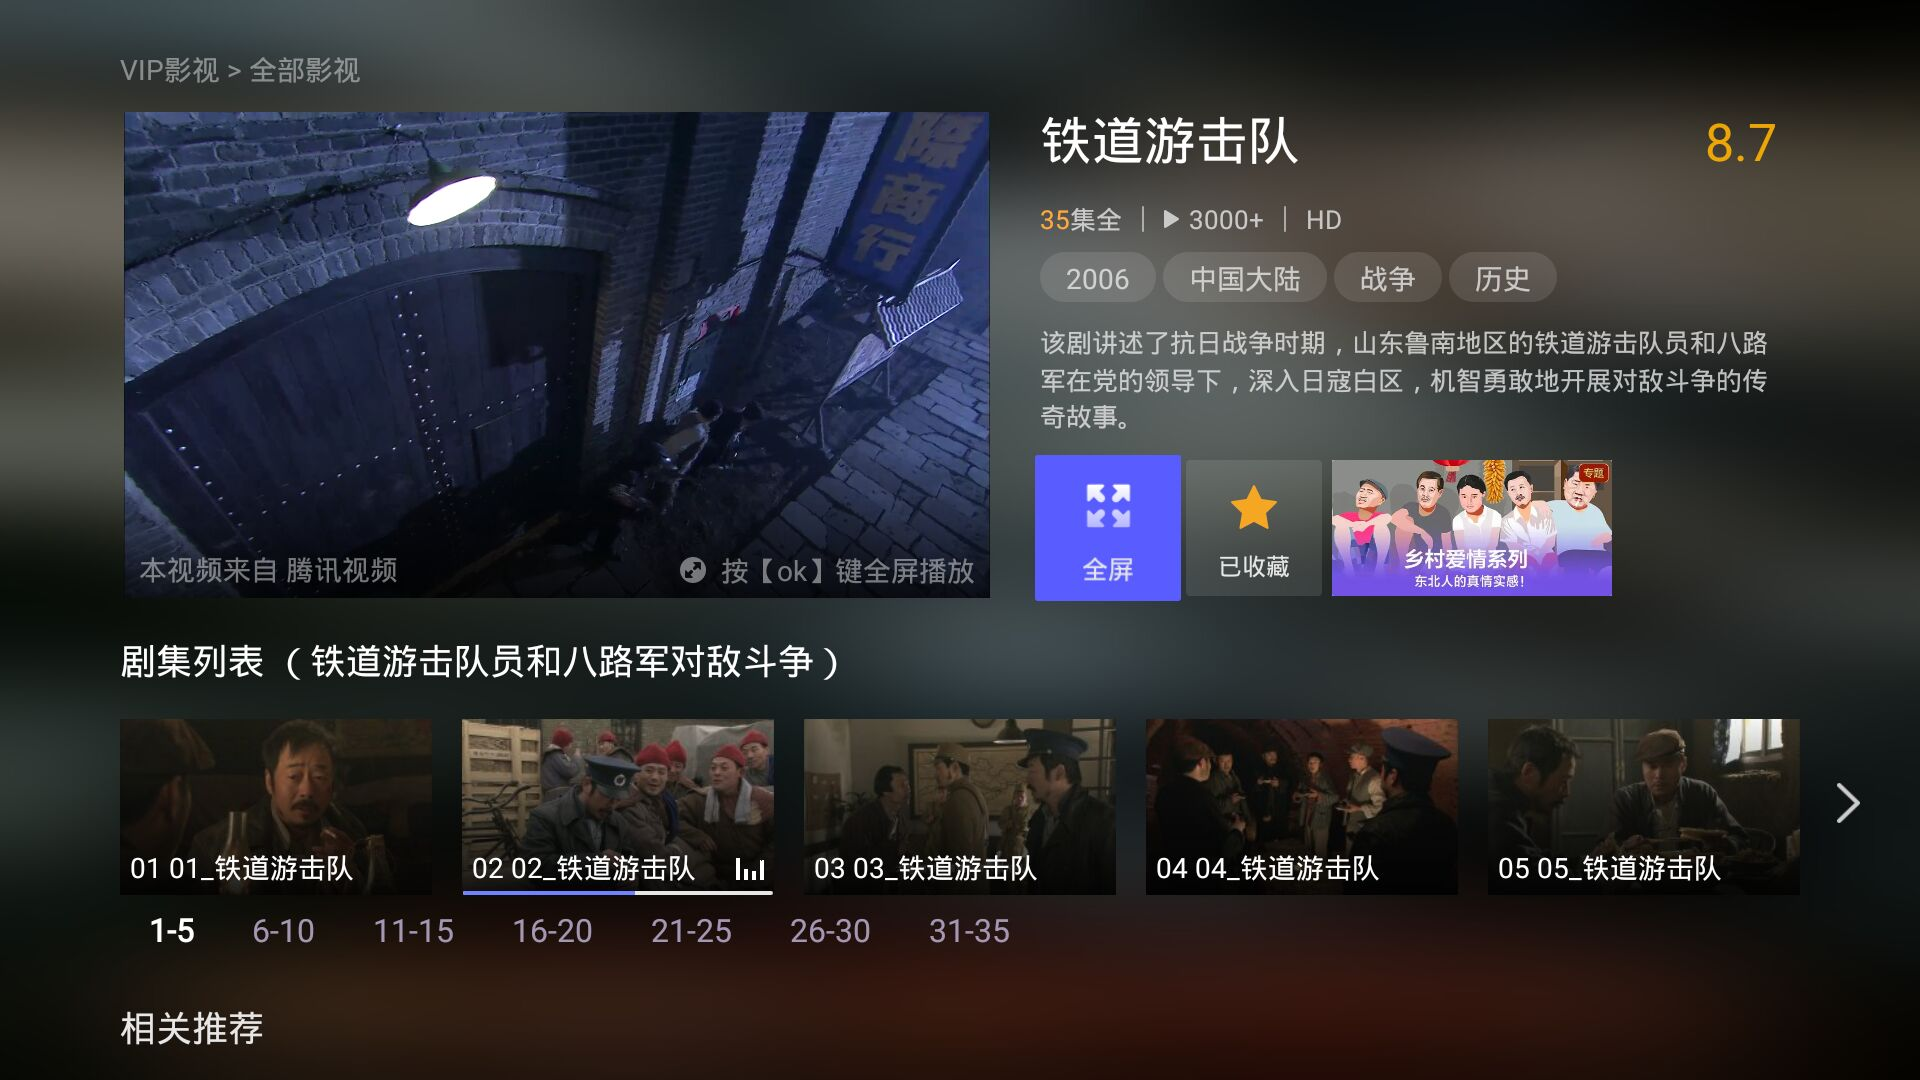 VIP影视 > 全部影视
際商行
本视频来自 腾讯视频
按【ok】键全屏播放
铁道游击队
8.7
35集全 | 3000+ | HD
2006 中国大陆 战争 历史
该剧讲述了抗日战争时期，山东鲁南地区的铁道游击队员和八路
军在党的领导下，深入日寇白区，机智勇敢地开展对敌斗争的传
奇故事。
全屏
已收藏
专题
乡村爱情系列
东北人的真情实感！
剧集列表 （铁道游击队员和八路军对敌斗争）
01 01_铁道游击队
02 02_铁道游击队
03 03_铁道游击队
04 04_铁道游击队
05 05_铁道游击队
1-5 6-10 11-15 16-20 21-25 26-30 31-35
相关推荐